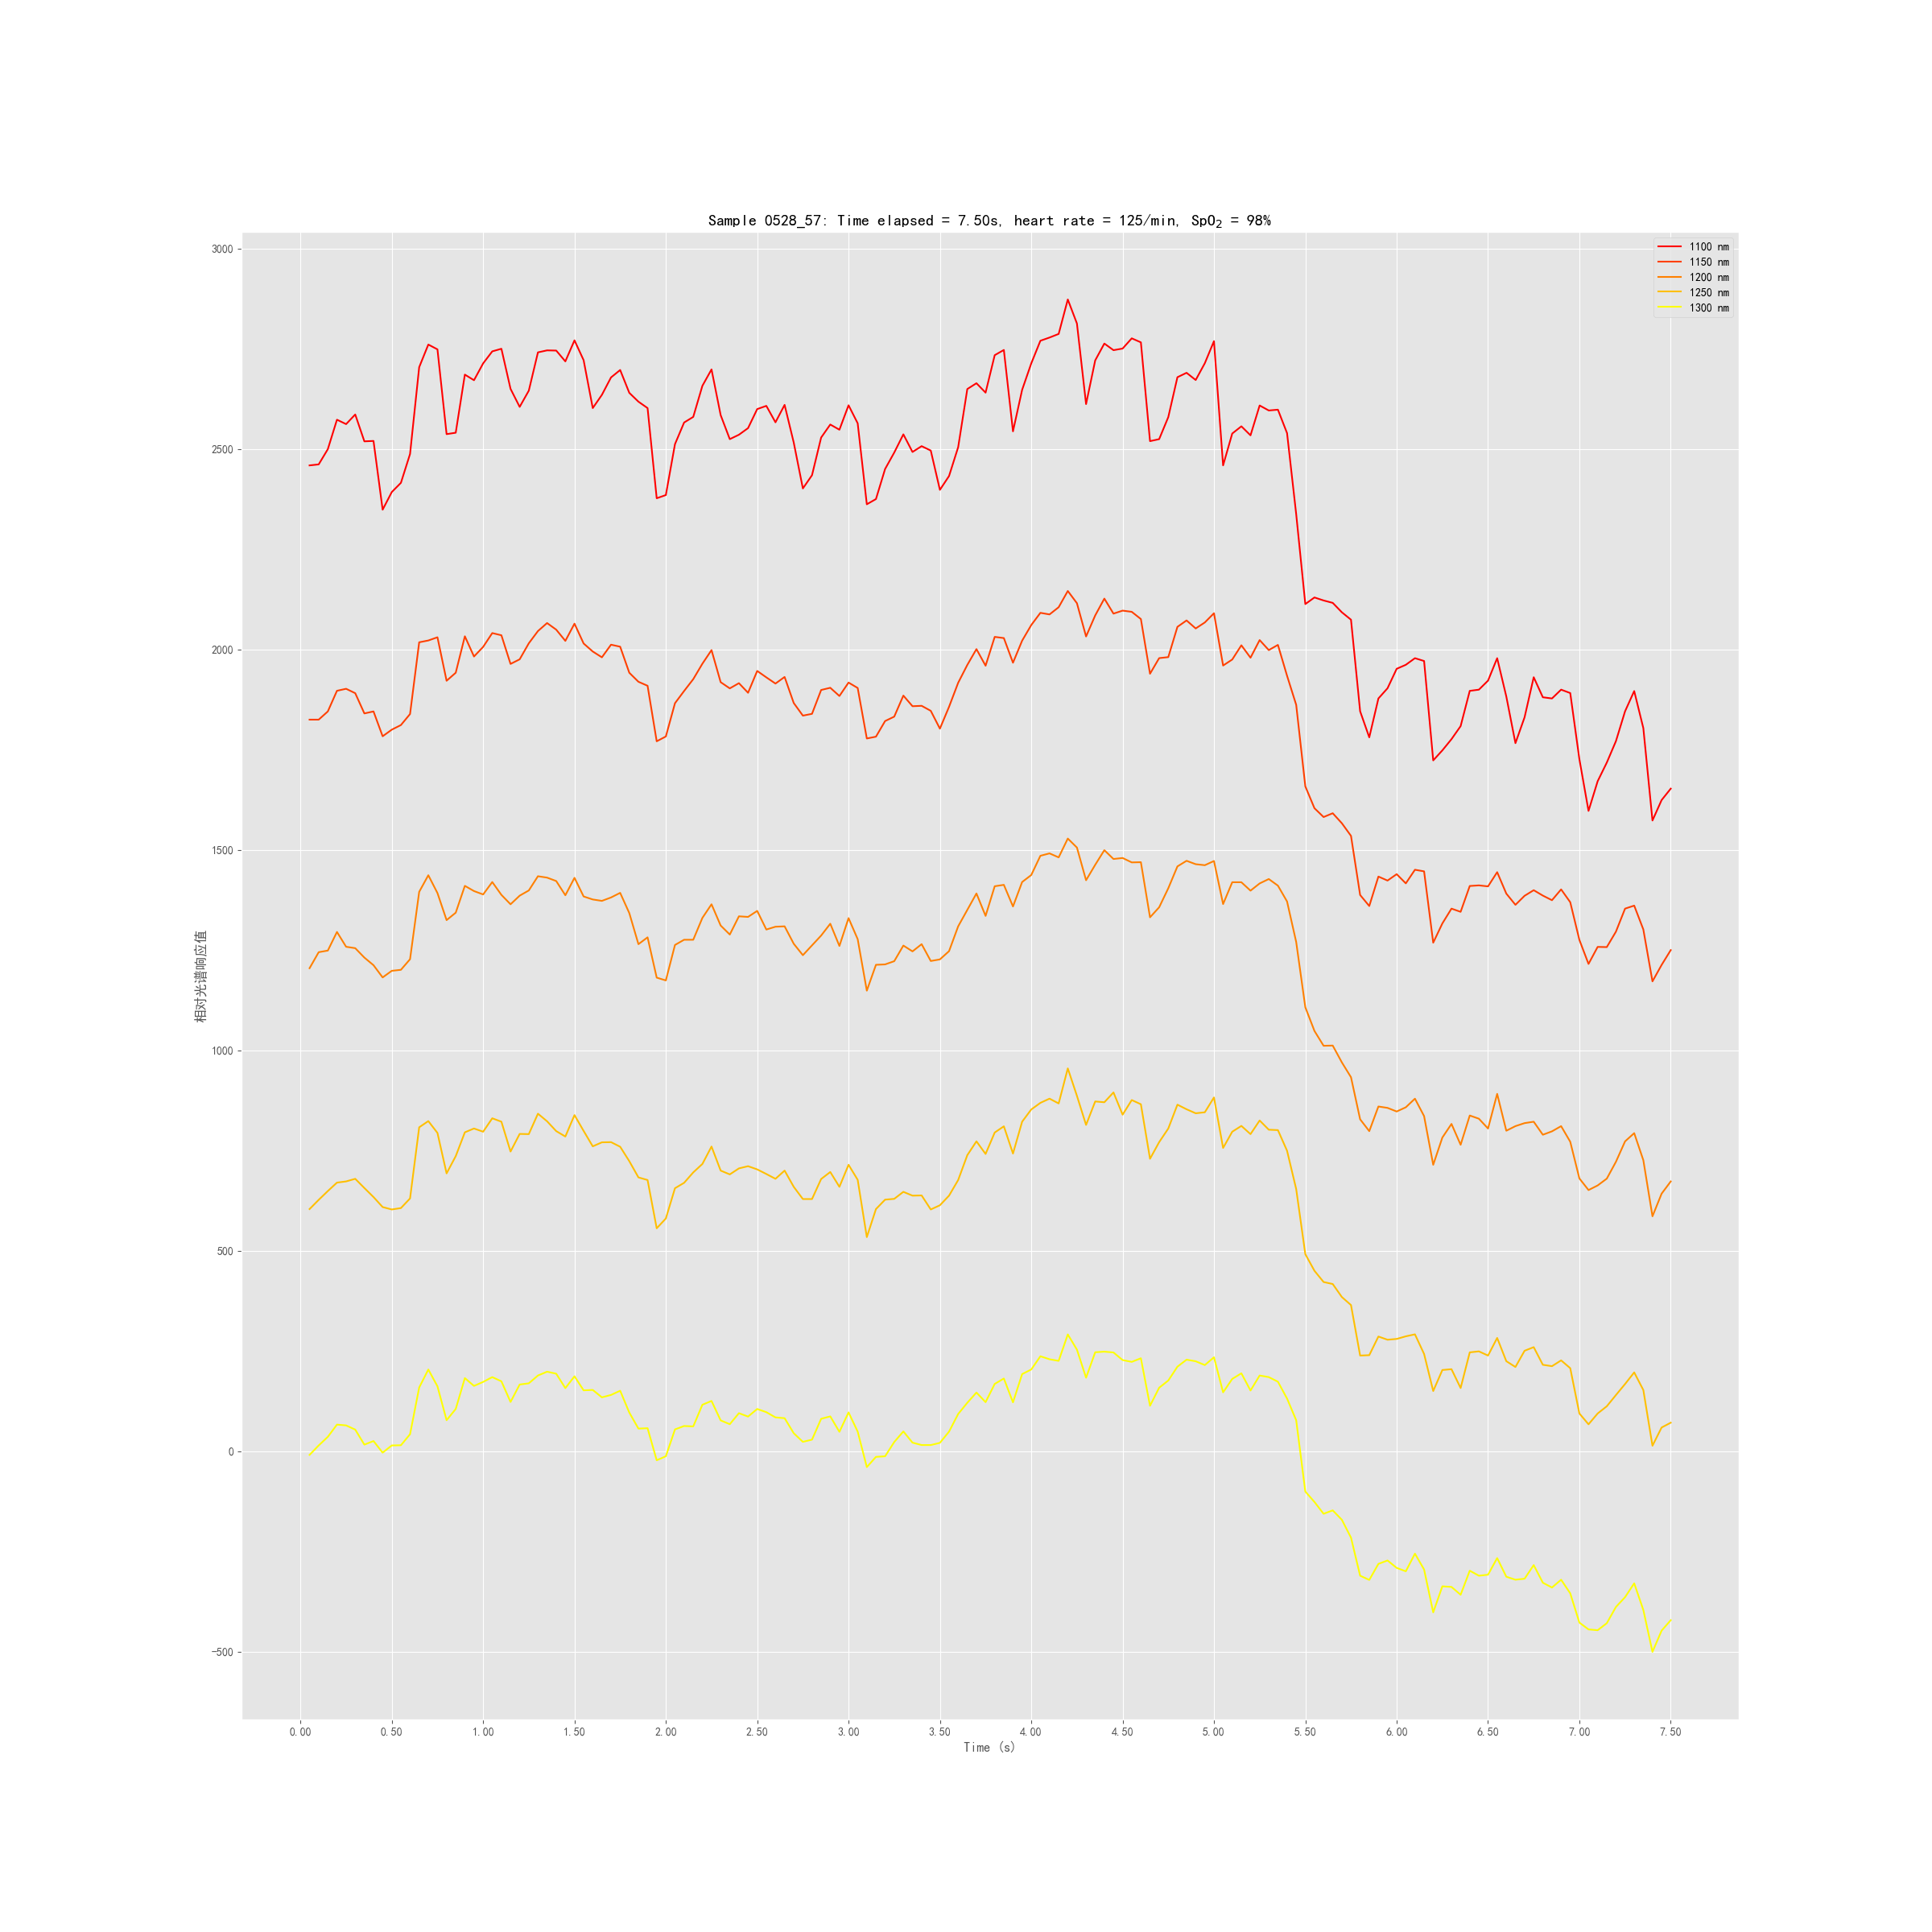 Sample 0528_57: Time elapsed = 7.50s, heart rate = 125/min, SpO₂ = 98%
1100 nm
1150 nm
1200 nm
1250 nm
1300 nm
3000
2500
2000
1500
1000
500
0
−500
相对光谱响应值
0.00 0.50 1.00 1.50 2.00 2.50 3.00 3.50 4.00 4.50 5.00 5.50 6.00 6.50 7.00 7.50
Time (s)